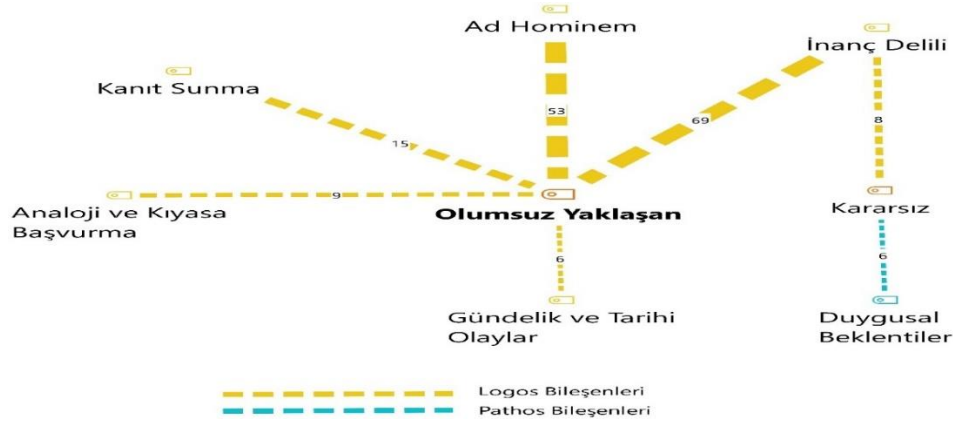 Ad Hominem
İnanç Delili
Kanıt Sunma
53
69
8
15
9
Analoji ve Kıyasa
Başvurma
Olumsuz Yaklaşan
Kararsız
6
6
Gündelik ve Tarihi
Olaylar
Duygusal
Beklentiler
Logos Bileşenleri
Pathos Bileşenleri